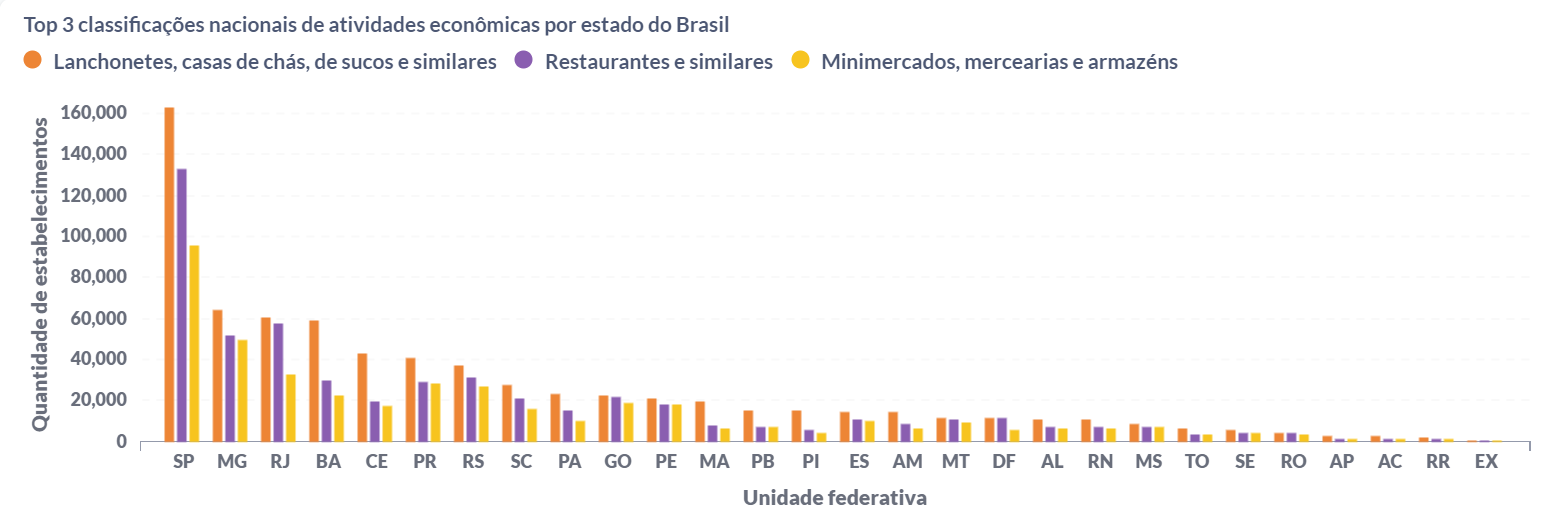 Top 3 classificações nacionais de atividades econômicas por estado do Brasil
Lanchonetes, casas de chás, de sucos e similares Restaurantes e similares Minimercados, mercearias e armazéns
Quantidade de estabelecimentos
160,000
140,000
120,000
100,000
80,000
60,000
40,000
20,000
0
SP MG RJ BA CE PR RS SC PA GO PE MA PB PI ES AM MT DF AL RN MS TO SE RO AP AC RR EX
Unidade federativa